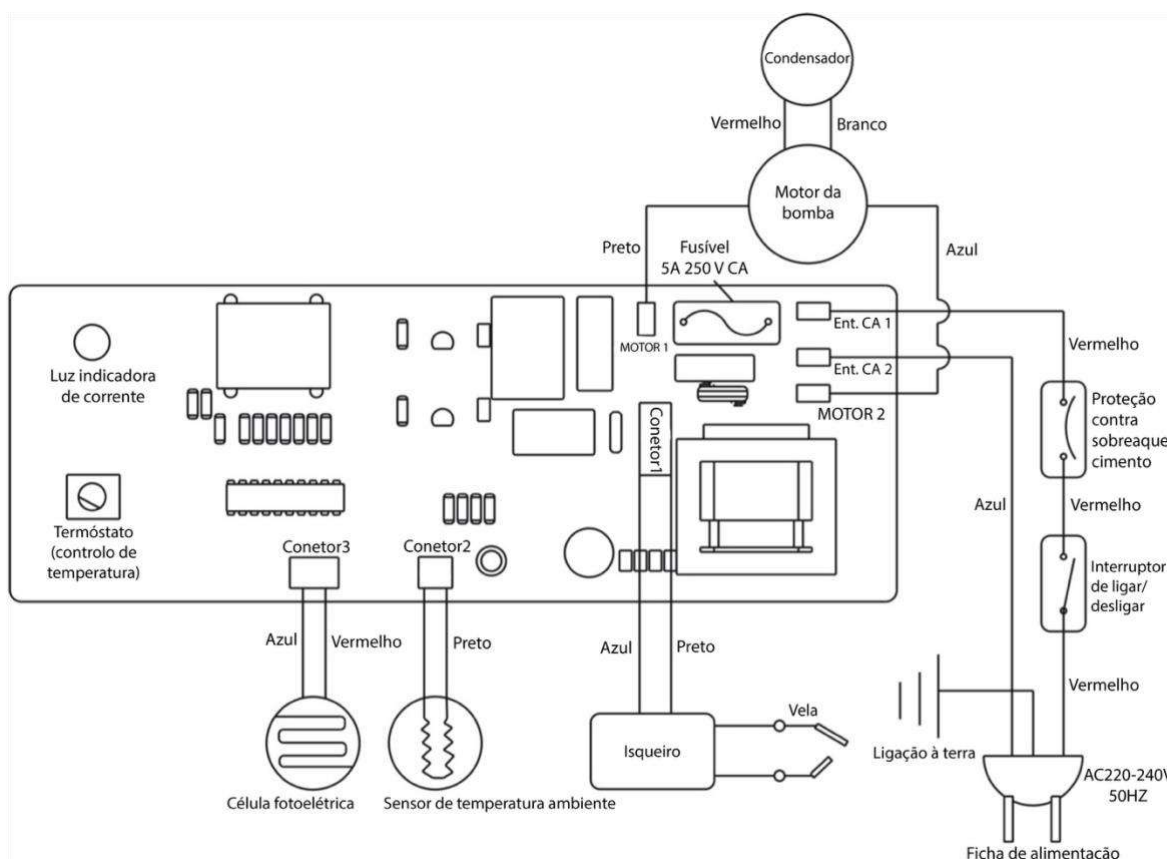 Condensador
Vermelho
Branco
Motor da
bomba
Preto
Fusível
5A 250 V CA
Azul
MOTOR 1
Ent. CA 1
Ent. CA 2
MOTOR 2
Vermelho
Luz indicadora
de corrente
Proteção
contra
sobreaque
cimento
Conetor1
Termóstato
(controlo de
temperatura)
Conetor3
Conetor2
Azul
Vermelho
Interruptor
de ligar/
desligar
Azul
Vermelho
Preto
Azul
Preto
Vermelho
Vela
Isqueiro
Ligação à terra
Célula fotoelétrica
Sensor de temperatura ambiente
AC220-240V
50HZ
Ficha de alimentação